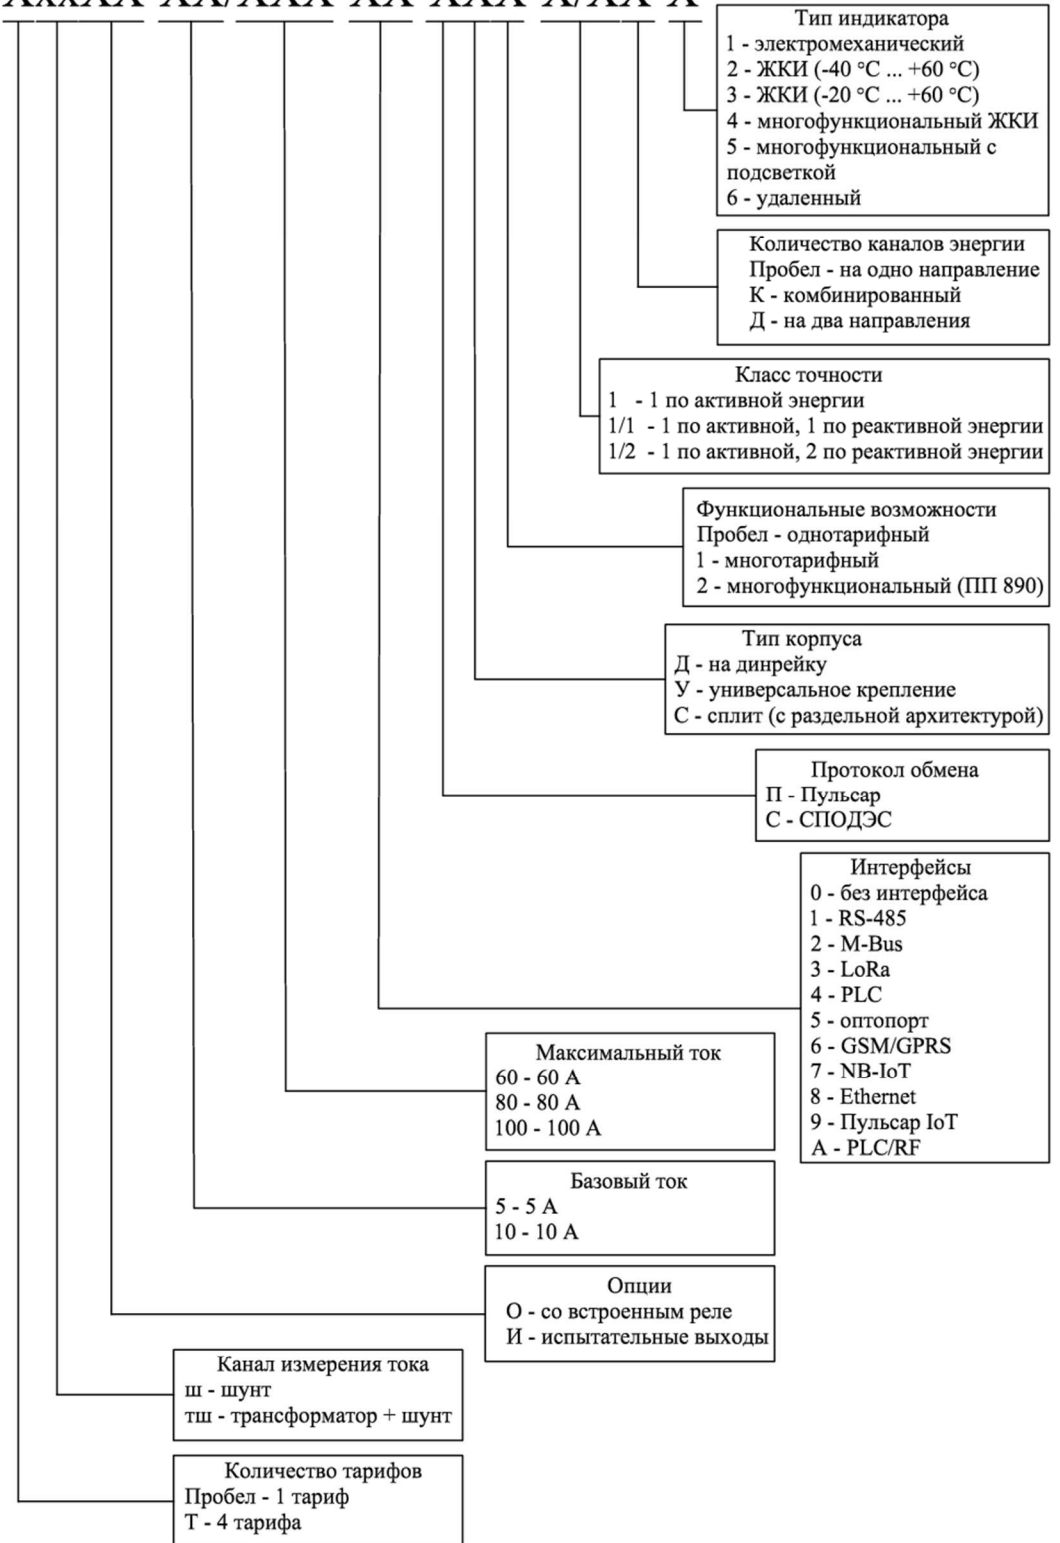 Тип индикатора
1 - электромеханический
2 - ЖКИ (-40 °С ... +60 °С)
3 - ЖКИ (-20 °С ... +60 °С)
4 - многофункциональный ЖКИ
5 - многофункциональный с
подсветкой
6 - удаленный
Количество каналов энергии
Пробел - на одно направление
К - комбинированный
Д - на два направления
Класс точности
1 - 1 по активной энергии
1/1 - 1 по активной, 1 по реактивной энергии
1/2 - 1 по активной, 2 по реактивной энергии
Функциональные возможности
Пробел - однотарифный
1 - многотарифный
2 - многофункциональный (ПП 890)
Тип корпуса
Д - на динрейку
У - универсальное крепление
С - сплит (с раздельной архитектурой)
Протокол обмена
П - Пульсар
С - СПОДЭС
Интерфейсы
0 - без интерфейса
1 - RS-485
2 - M-Bus
3 - LoRa
4 - PLC
5 - оптопорт
6 - GSM/GPRS
7 - NB-IoT
8 - Ethernet
9 - Пульсар IoT
А - PLC/RF
Максимальный ток
60 - 60 А
80 - 80 А
100 - 100 А
Базовый ток
5 - 5 А
10 - 10 А
Опции
О - со встроенным реле
И - испытательные выходы
Канал измерения тока
ш - шунт
тш - трансформатор + шунт
Количество тарифов
Пробел - 1 тариф
Т - 4 тарифа